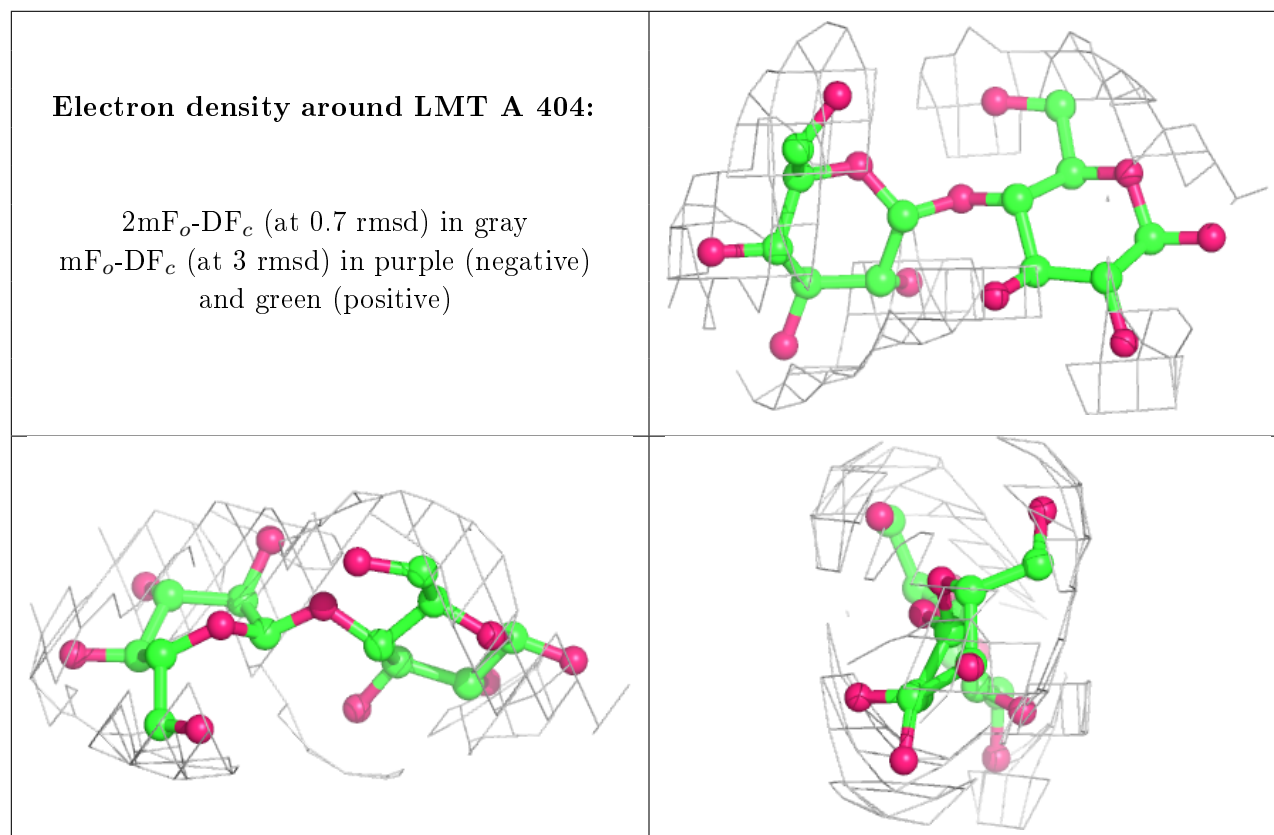 Electron density around LMT A 404:
2mFo-DFc (at 0.7 rmsd) in gray
mFo-DFc (at 3 rmsd) in purple (negative)
and green (positive)